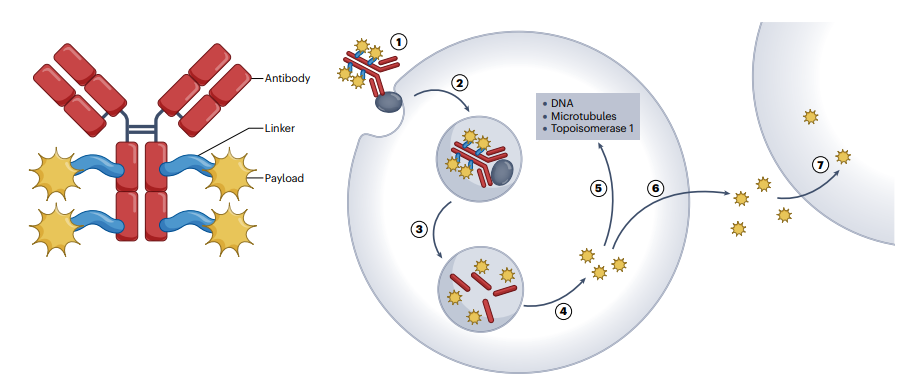 Antibody
Linker
Payload
1
2
• DNA
• Microtubules
• Topoisomerase 1
3
4
5
6
7